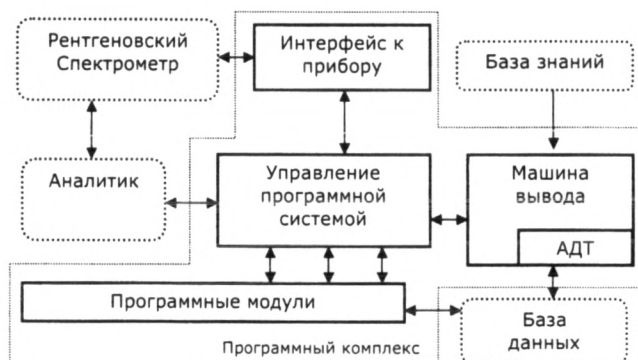 Рентгеновский
Спектрометр
Интерфейс к
прибору
База знаний
Аналитик
Управление
программной
системой
Машина
вывода
АДТ
Программные модули
База
данных
Программный комплекс